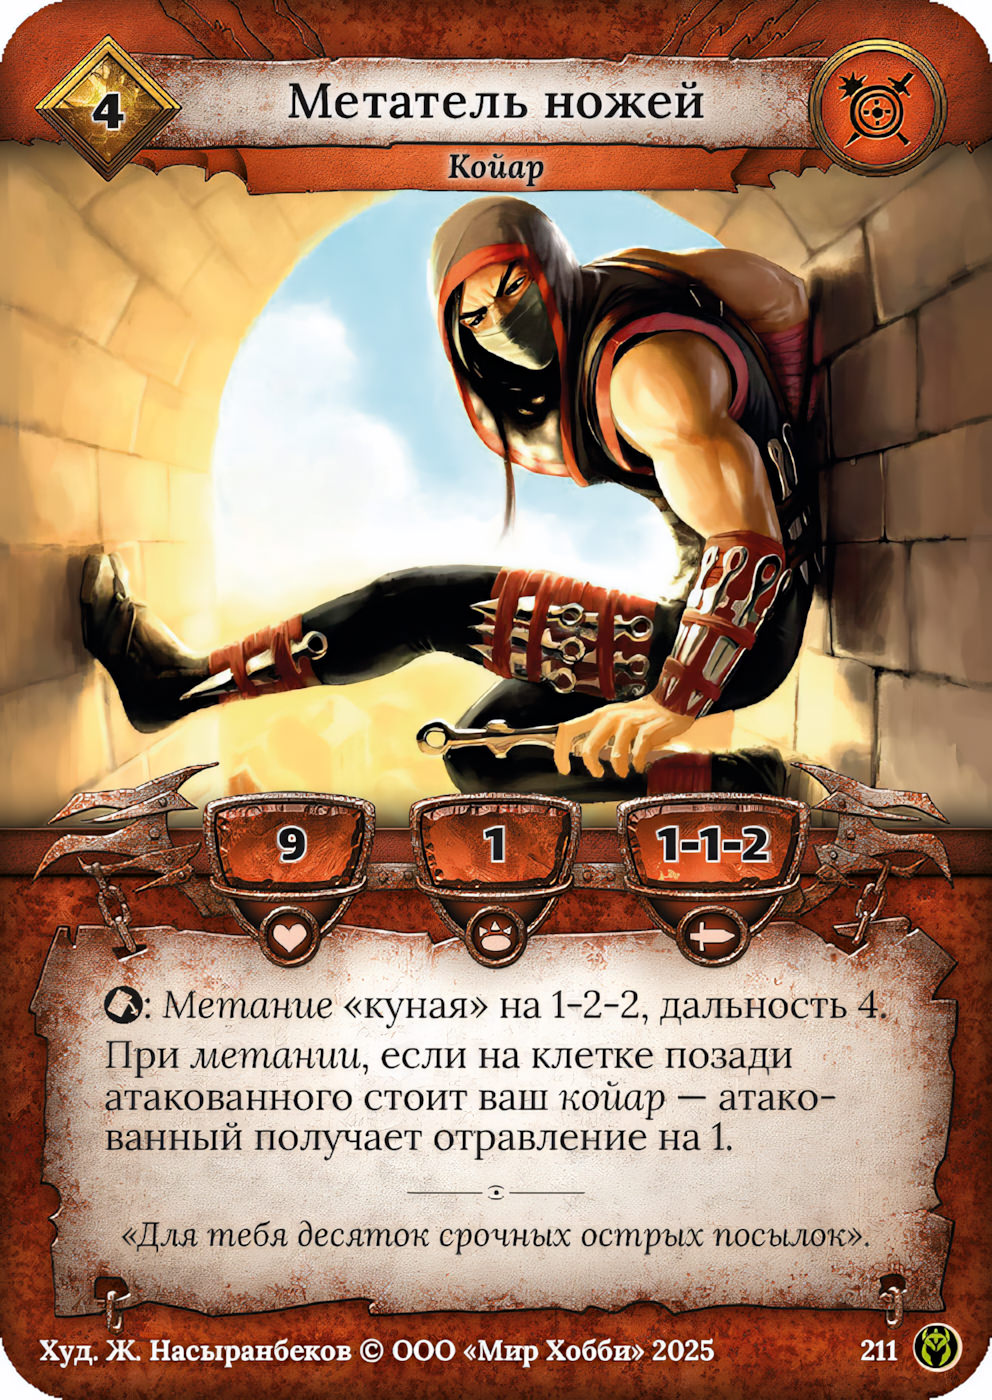 4
Метатель ножей
Койар
9
1
1-1-2
: Метание «куная» на 1-2-2, дальность 4.
При метании, если на клетке позади
атакованного стоит ваш койар — атако-
ванный получает отравление на 1.
«Для тебя десяток срочных острых посылок».
Худ. Ж. Насыранбеков © ООО «Мир Хобби» 2025
211